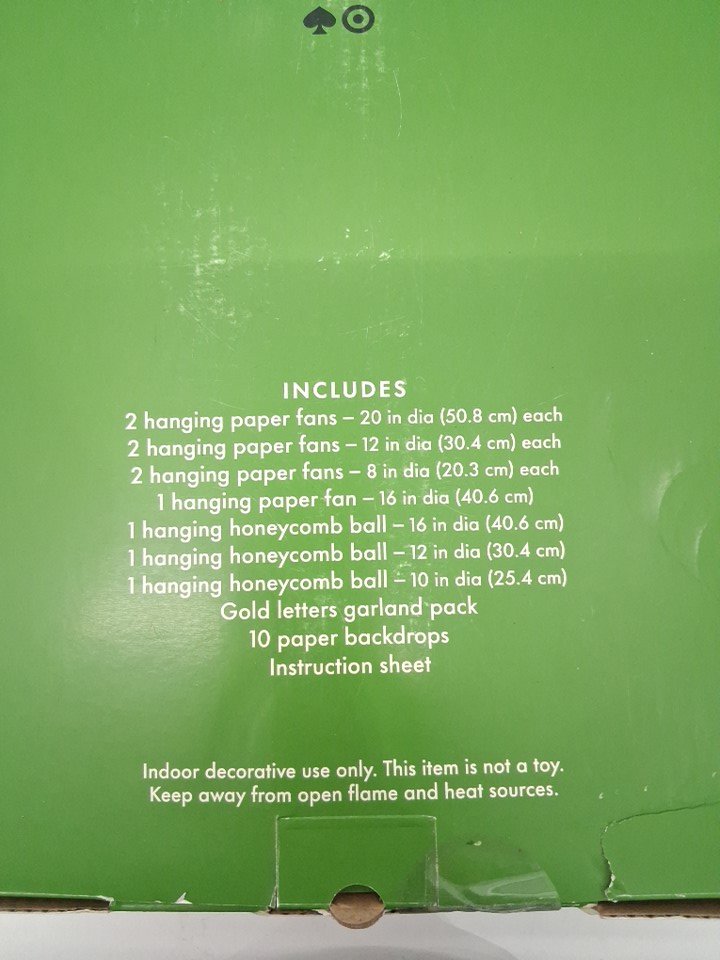 INCLUDES
2 hanging paper fans – 20 in dia (50.8 cm) each
2 hanging paper fans – 12 in dia (30.4 cm) each
2 hanging paper fans – 8 in dia (20.3 cm) each
1 hanging paper fan – 16 in dia (40.6 cm)
1 hanging honeycomb ball – 16 in dia (40.6 cm)
1 hanging honeycomb ball – 12 in dia (30.4 cm)
1 hanging honeycomb ball – 10 in dia (25.4 cm)
Gold letters garland pack
10 paper backdrops
Instruction sheet
Indoor decorative use only. This item is not a toy.
Keep away from open flame and heat sources.